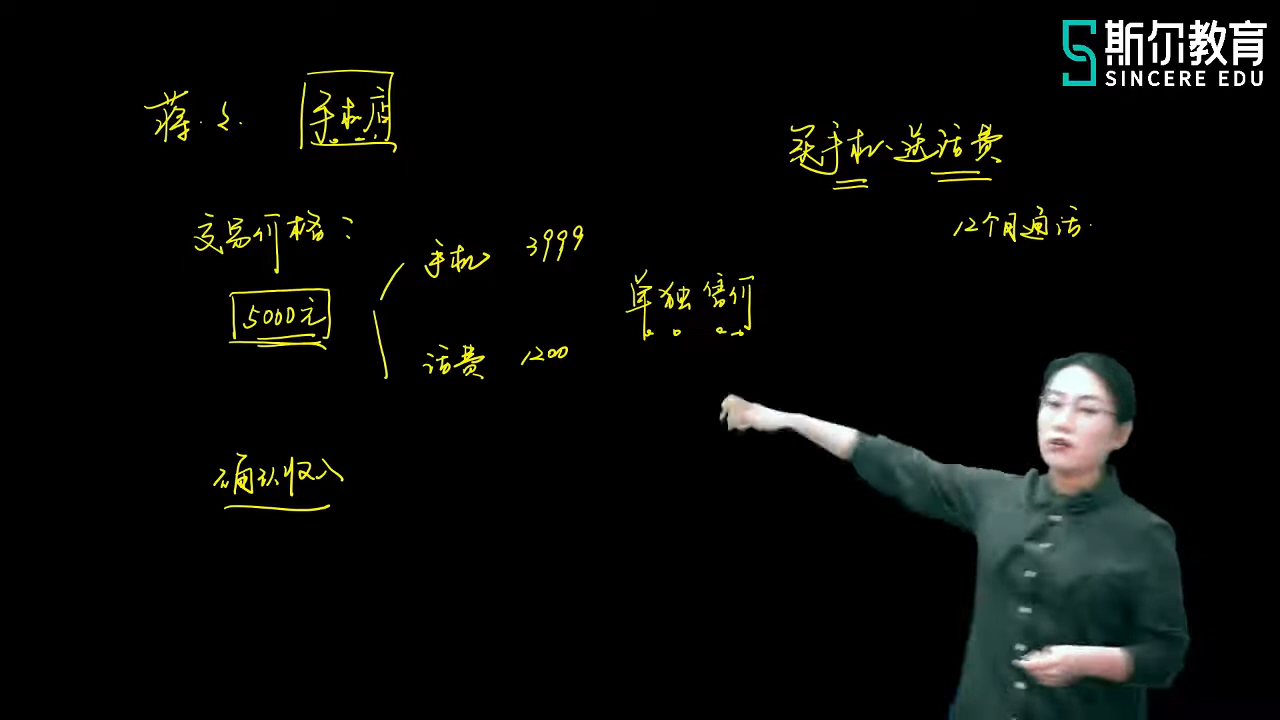 斯尔教育
SINCERE EDU
蒋.
手机店
买手机、送话费
12个月通话.
交易价格:
5000元
手机 3999
话费 1200
单独售价
确认收入